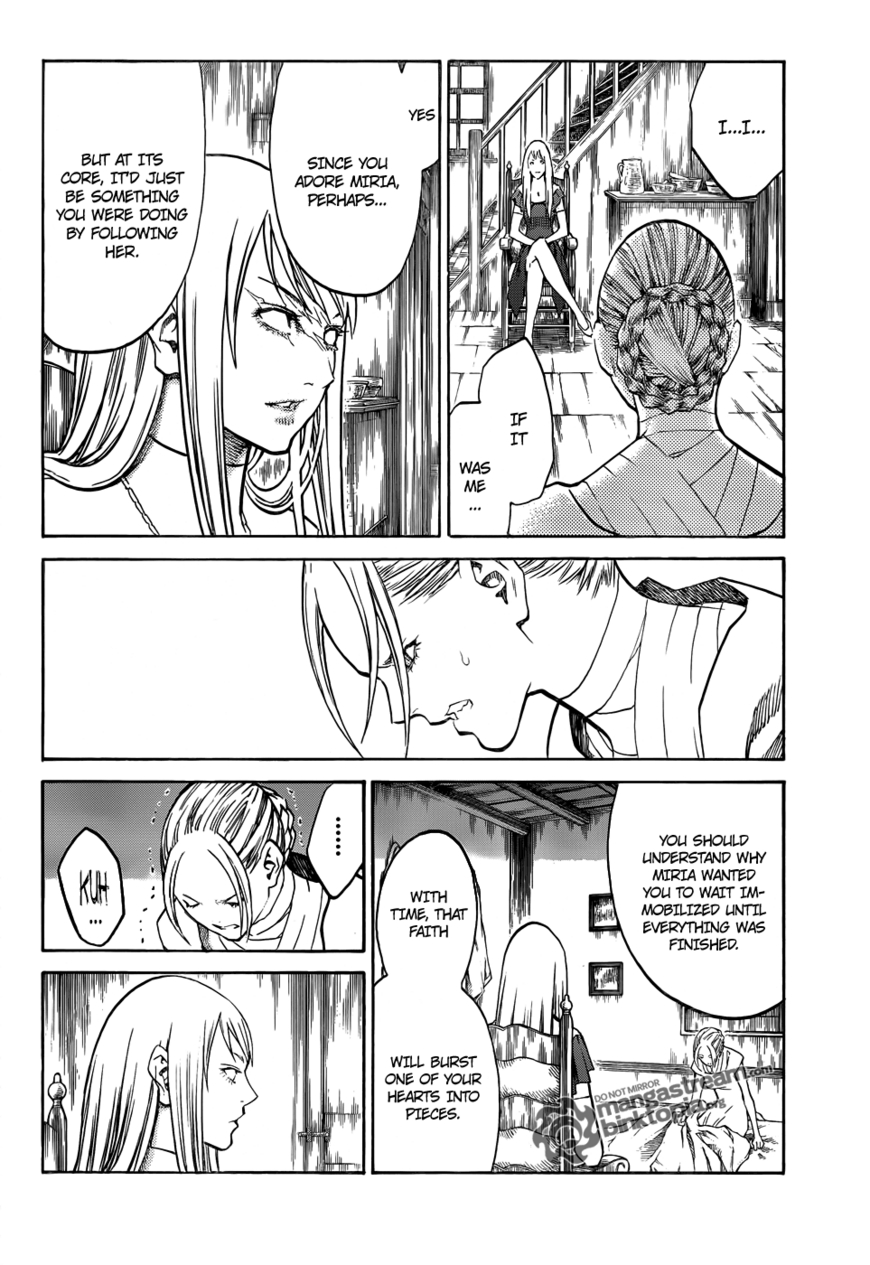 I...I...
IF
IT
WAS
ME
...
YES
SINCE YOU
ADORE MIRIA,
PERHAPS...
BUT AT ITS
CORE, IT'D JUST
BE SOMETHING
YOU WERE DOING
BY FOLLOWING
HER.
YOU SHOULD
UNDERSTAND WHY
MIRIA WANTED
YOU TO WAIT IM-
MOBILIZED UNTIL
EVERYTHING WAS
FINISHED.
WITH
TIME, THAT
FAITH
WILL BURST
ONE OF YOUR
HEARTS INTO
PIECES.
......
KUH
...
DO NOT MIRROR
mangastream.com
binktopia.org